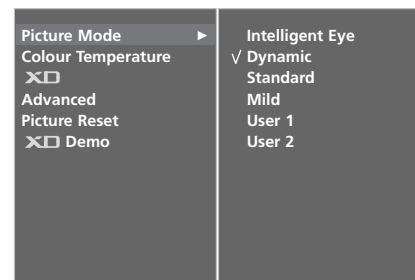 Picture Mode ►
Colour Temperature
XD
Advanced
Picture Reset
XD Demo
Intelligent Eye
√ Dynamic
Standard
Mild
User 1
User 2